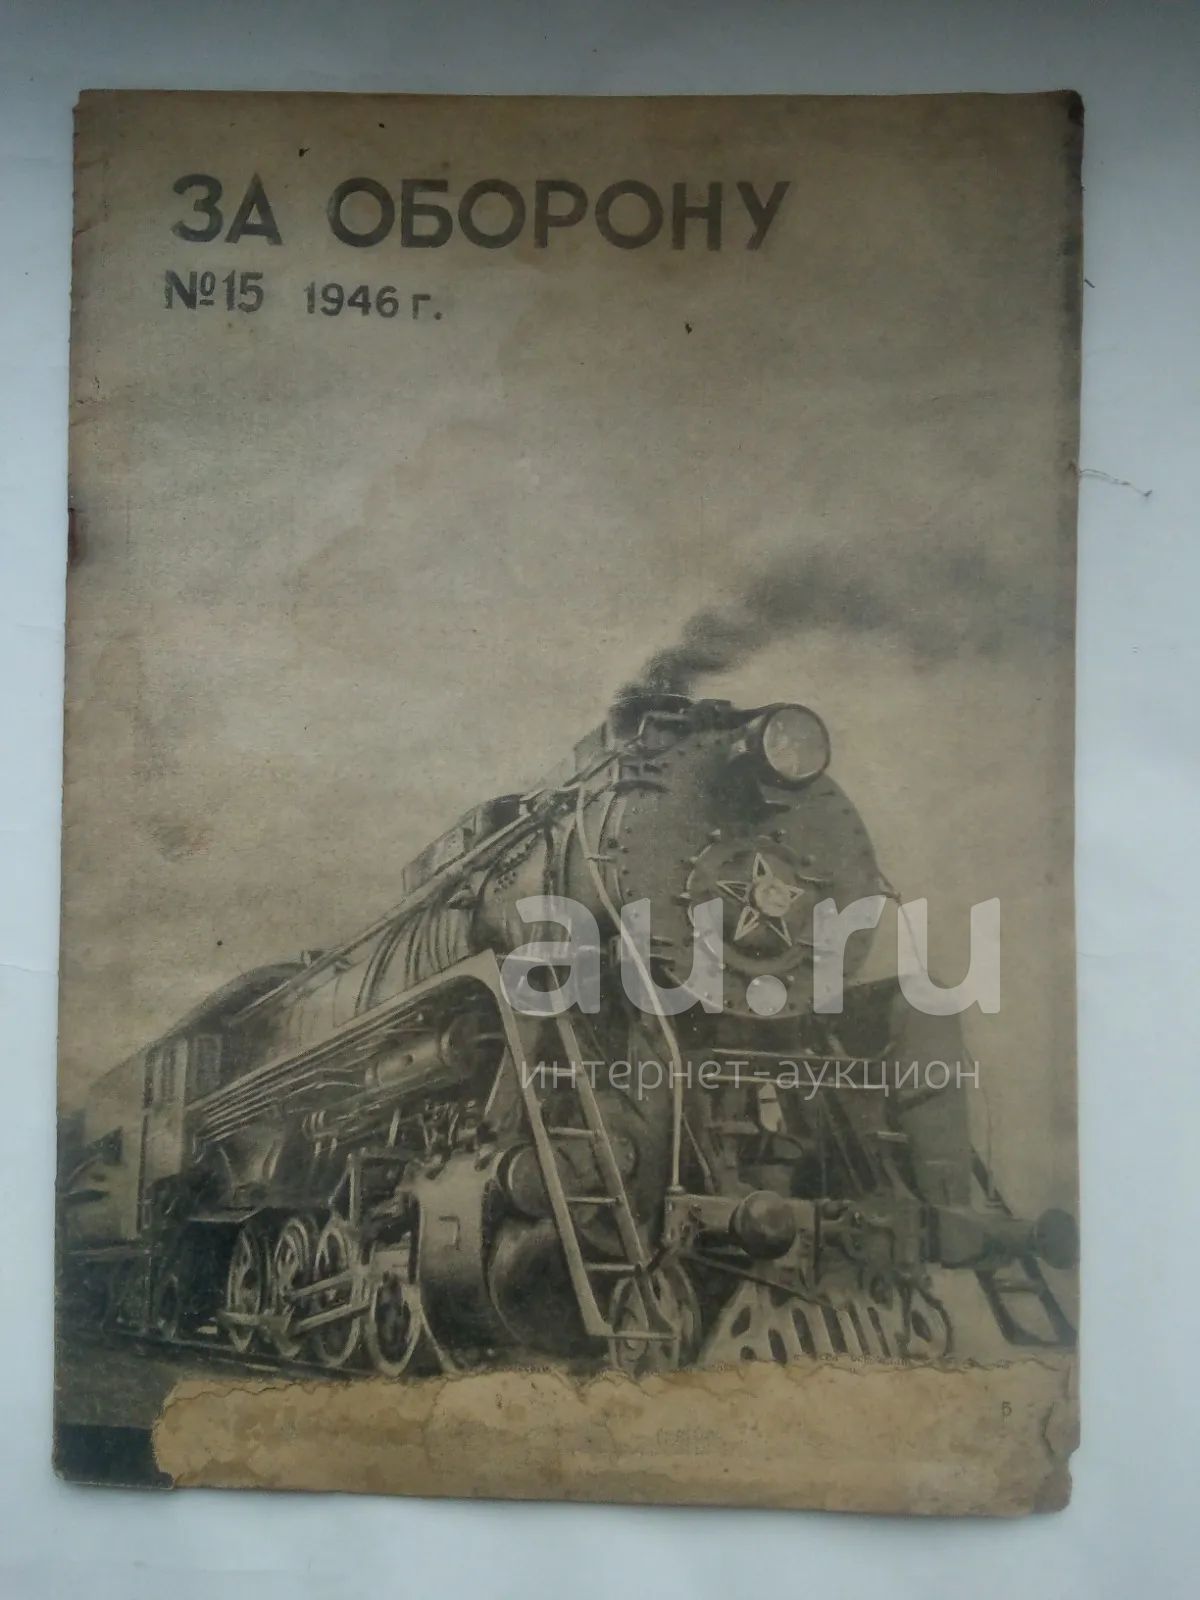 ЗА ОБОРОНУ
№15 1946 г.
au.ru
интернет-аукцион